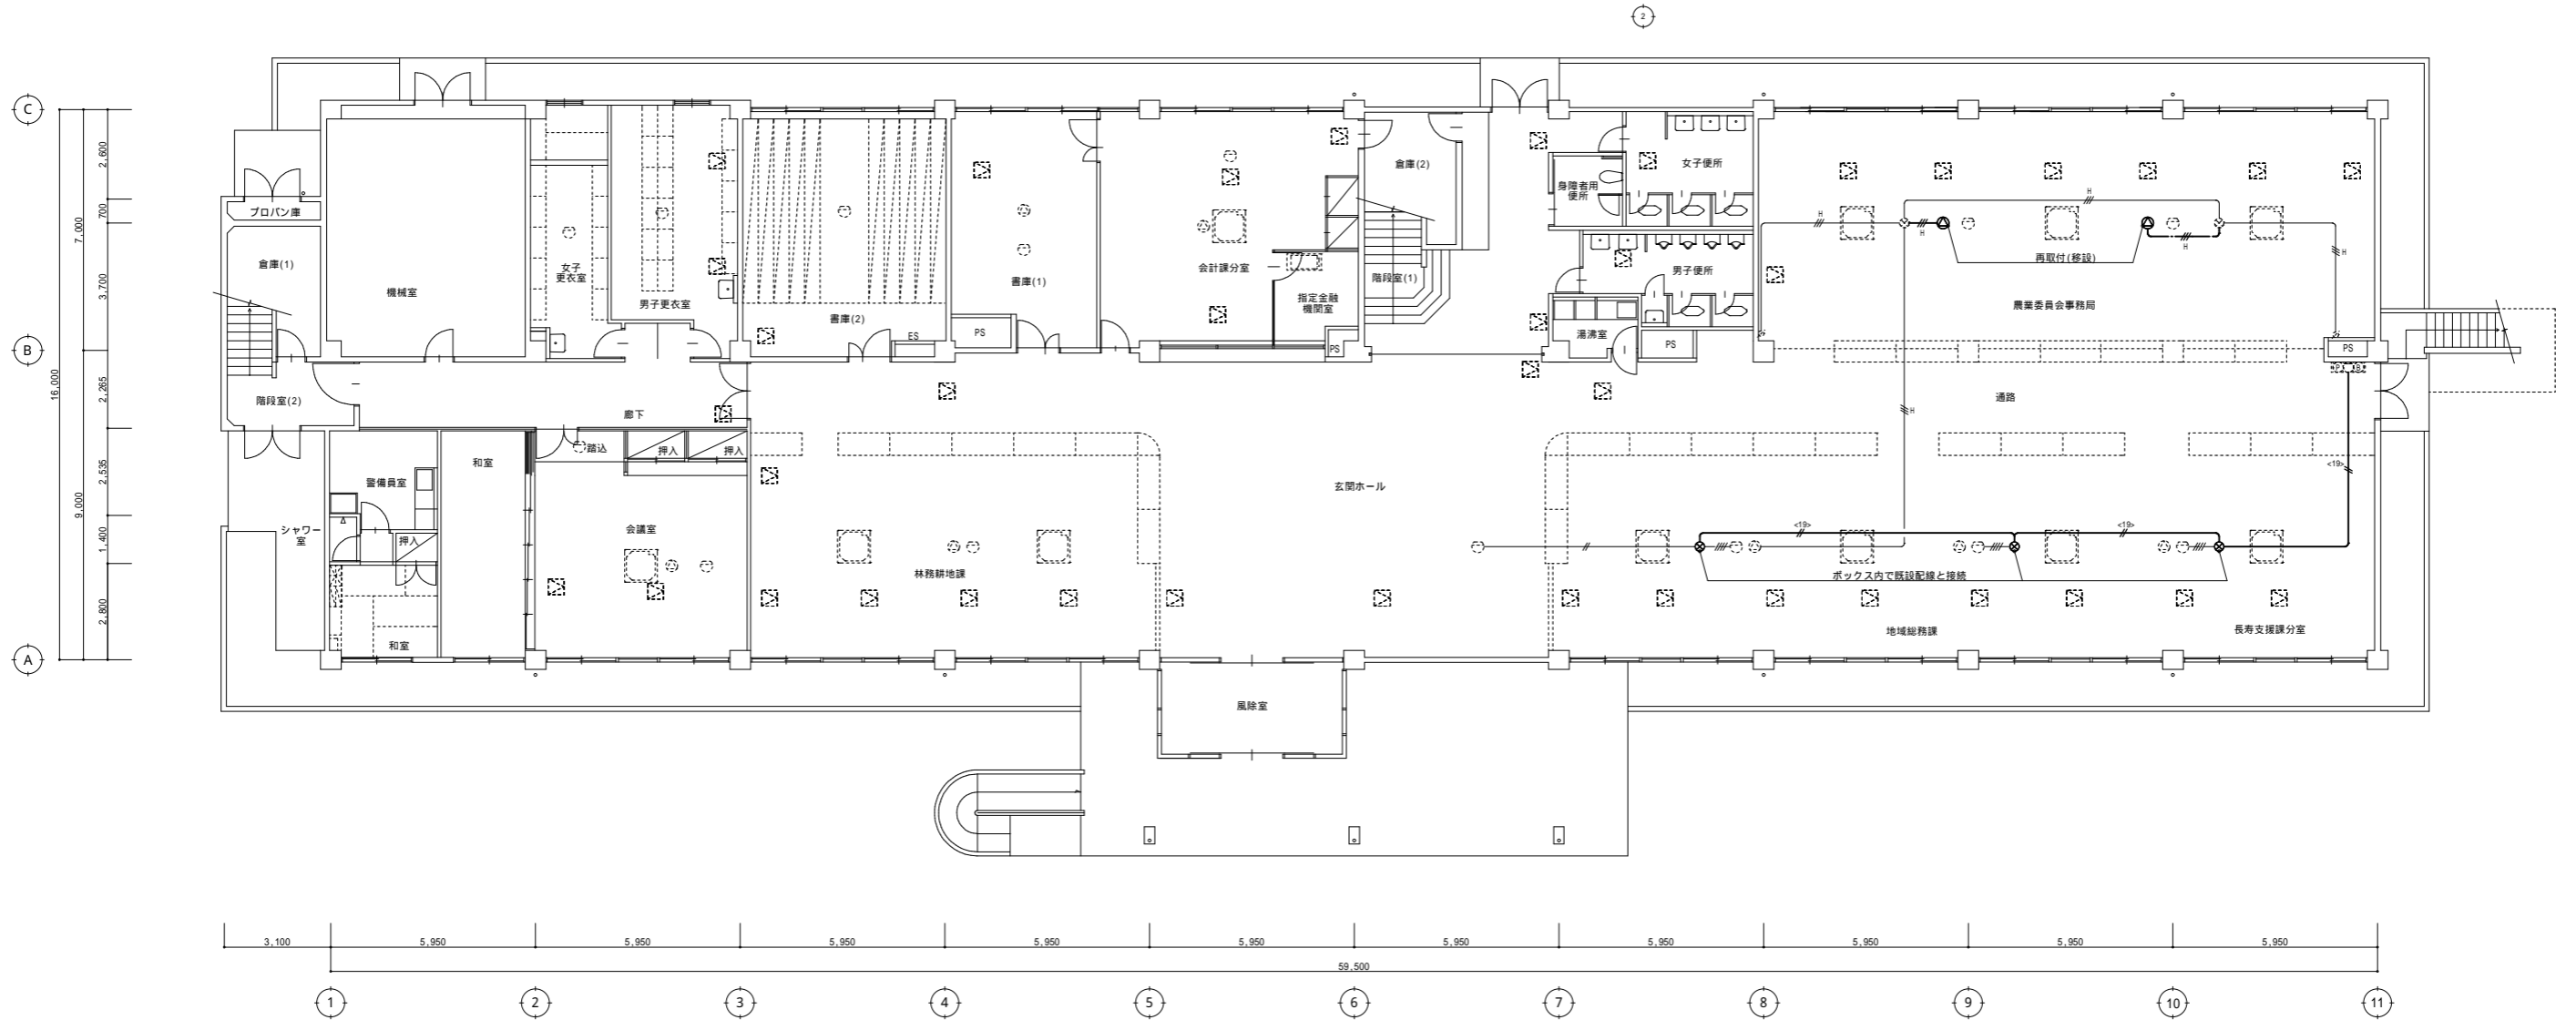 2
C
B
A
2,600
700
3,700
2,265
2,535
1,400
2,800
7,000
9,000
16,000
プロパン庫
倉庫(1)
機械室
女子
更衣室
男子更衣室
書庫(2)
ES
PS
書庫(1)
会計課分室
指定金融
機関室
PS
倉庫(2)
階段室(1)
身障者用
便所
女子便所
男子便所
湯沸室
PS
H
H
H
H
H
H
H
再取付(移設)
農業委員会事務局
PS
P
B
階段室(2)
廊下
通路
踏込
押入
押入
和室
警備員室
シャワー
室
押入
和室
会議室
林務耕地課
玄関ホール
<19>
<19>
<19>
ボックス内で既設配線と接続
地域総務課
長寿支援課分室
風除室
3,100
5,950
5,950
5,950
5,950
5,950
5,950
5,950
5,950
5,950
5,950
59,500
1
2
3
4
5
6
7
8
9
10
11